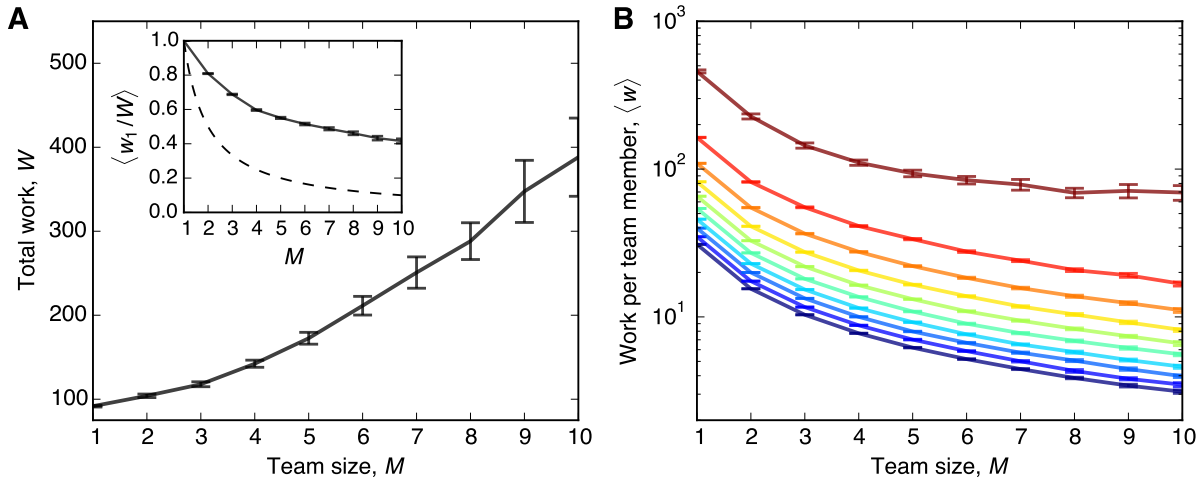 A
500
400
300
200
100
Total work, W
1 2 3 4 5 6 7 8 9 10
Team size, M
1.0
0.8
0.6
0.4
0.2
0.0
⟨w₁/W⟩
1 2 3 4 5 6 7 8 9 10
M
B
10³
10²
10¹
Work per team member, ⟨w⟩
1 2 3 4 5 6 7 8 9 10
Team size, M